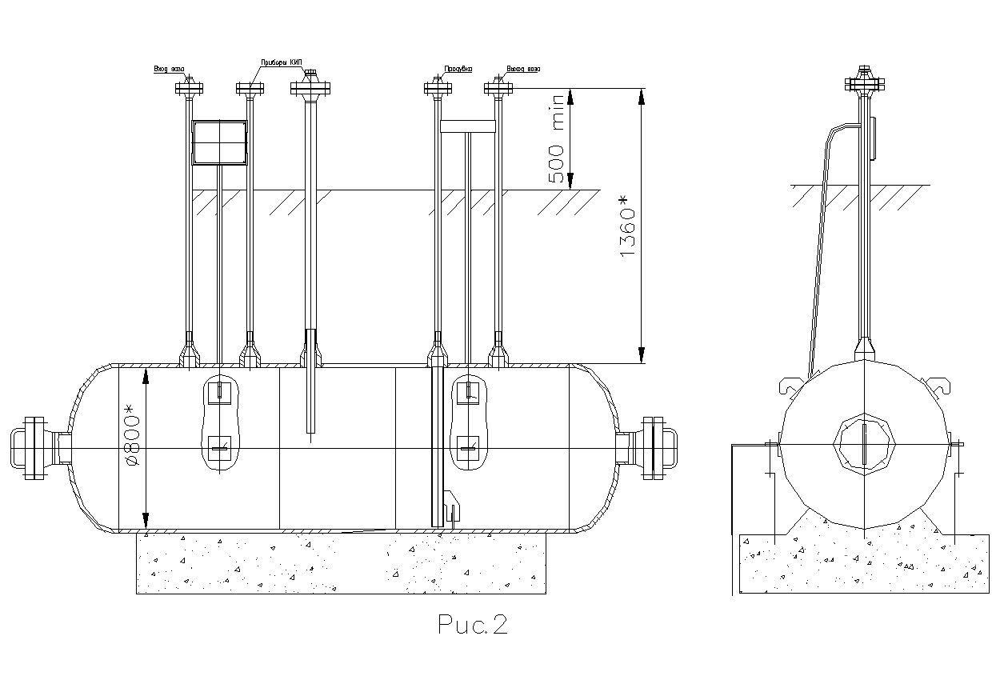 Вход газа
Приборы КИП
Продувка
Выход газа
500 min
1360*
ø800*
Рис.2